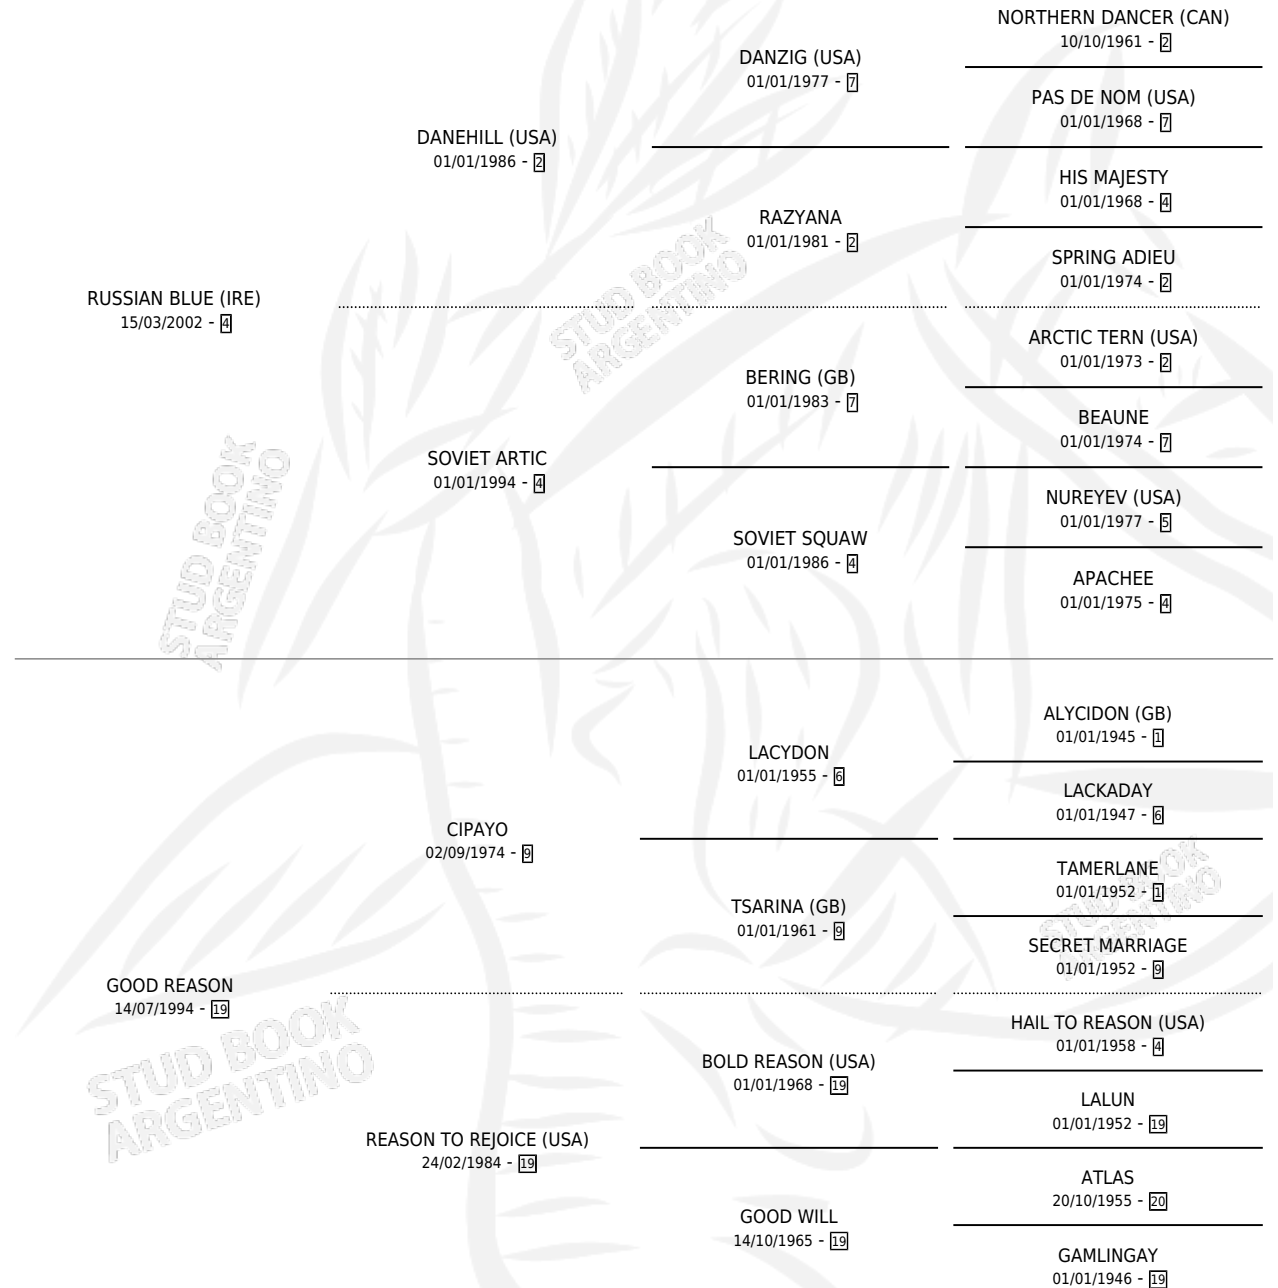 NORTHERN DANCER (CAN)
10/10/1961 - 2
DANZIG (USA)
01/01/1977 - 7
PAS DE NOM (USA)
01/01/1968 - 7
DANEHILL (USA)
01/01/1986 - 2
HIS MAJESTY
01/01/1968 - 4
RAZYANA
01/01/1981 - 2
SPRING ADIEU
01/01/1974 - 2
RUSSIAN BLUE (IRE)
15/03/2002 - 4
STUD BOOK
ARGENTINO
ARCTIC TERN (USA)
01/01/1973 - 2
BERING (GB)
01/01/1983 - 7
BEAUNE
01/01/1974 - 7
SOVIET ARTIC
01/01/1994 - 4
STUD BOOK
ARGENTINO
NUREYEV (USA)
01/01/1977 - 5
SOVIET SQUAW
01/01/1986 - 4
APACHEE
01/01/1975 - 4
ALYCIDON (GB)
01/01/1945 - 1
LACYDON
01/01/1955 - 6
LACKADAY
01/01/1947 - 6
CIPAYO
02/09/1974 - 9
TAMERLANE
01/01/1952 - 1
STUD BOOK
ARGENTINO
TSARINA (GB)
01/01/1961 - 9
SECRET MARRIAGE
01/01/1952 - 9
GOOD REASON
14/07/1994 - 19
STUD BOOK
ARGENTINO
HAIL TO REASON (USA)
01/01/1958 - 4
BOLD REASON (USA)
01/01/1968 - 19
LALUN
01/01/1952 - 19
REASON TO REJOICE (USA)
24/02/1984 - 19
ATLAS
20/10/1955 - 20
GOOD WILL
14/10/1965 - 19
GAMLINGAY
01/01/1946 - 19